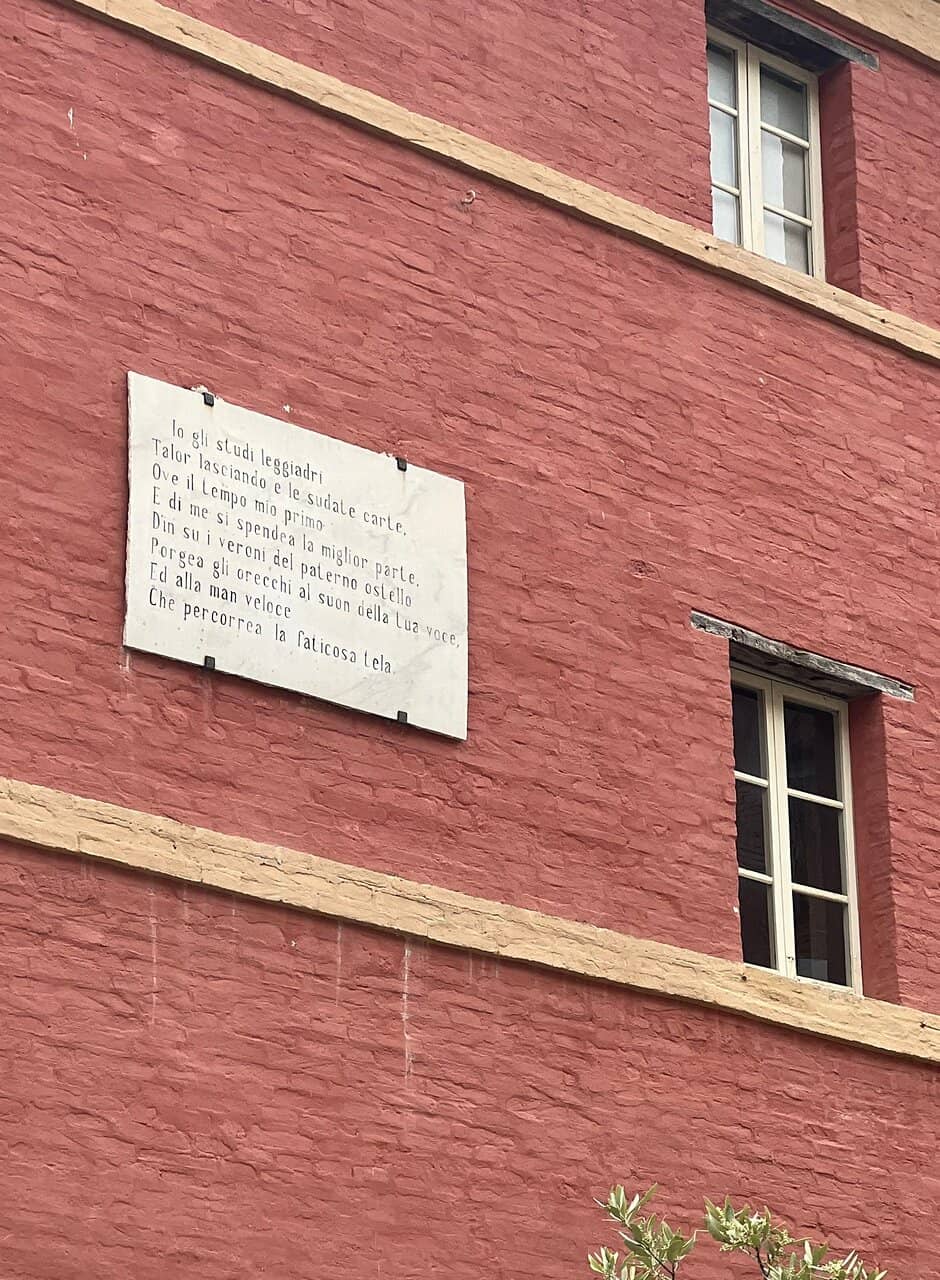 Io gli studi leggiadri
Talor lasciando e le sudate carte,
Ove il tempo mio primo
E di me si spendea la miglior parte,
D'in su i veroni del paterno ostello
Porgea gli orecchi al suon della tua voce,
Ed alla man veloce
Che percorrea la faticosa tela.